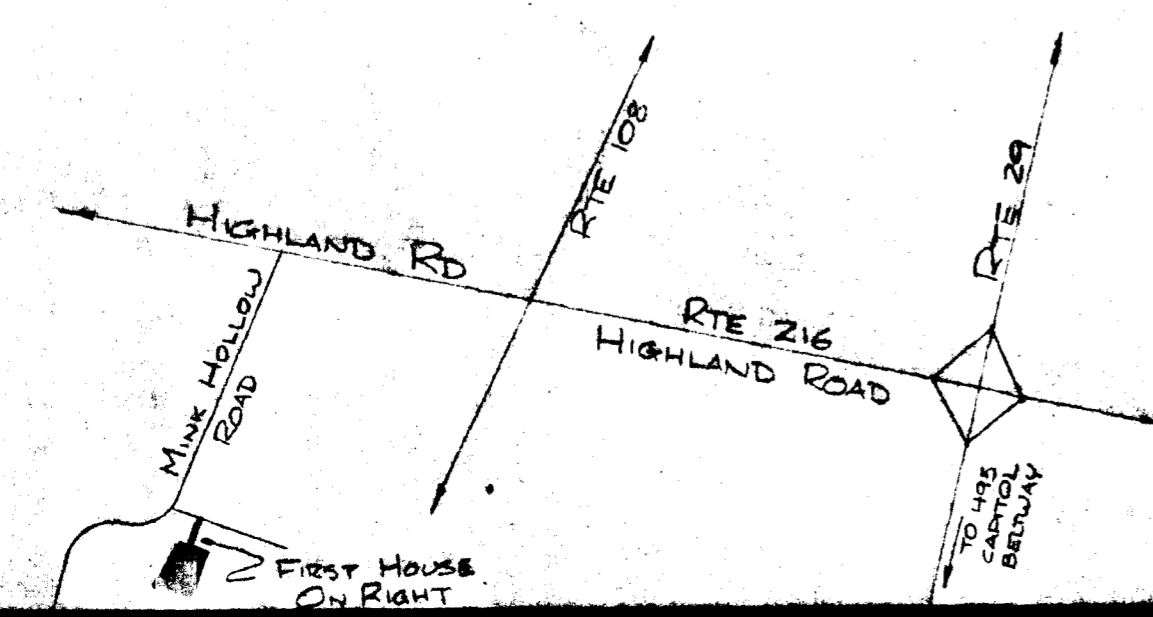 RTE 108
RTE 29
HIGHLAND RD
MINK HOLLOW
ROAD
RTE 216
HIGHLAND ROAD
TO 495
CAPITOL
BELTWAY
FIRST HOUSE
ON RIGHT